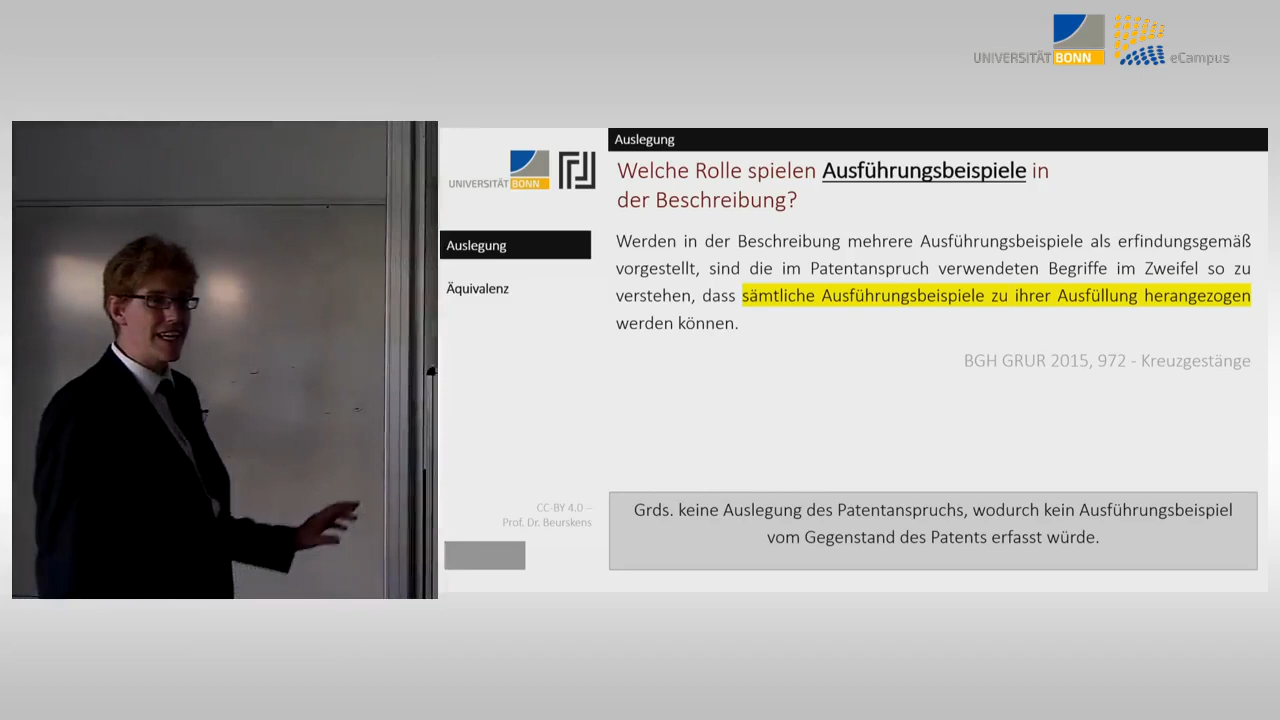 UNIVERSITÄT BONN eCampus
UNIVERSITÄT BONN
Auslegung
Äquivalenz
CC-BY 4.0 –
Prof. Dr. Beurskens
Auslegung
Welche Rolle spielen Ausführungsbeispiele in
der Beschreibung?
Werden in der Beschreibung mehrere Ausführungsbeispiele als erfindungsgemäß
vorgestellt, sind die im Patentanspruch verwendeten Begriffe im Zweifel so zu
verstehen, dass sämtliche Ausführungsbeispiele zu ihrer Ausfüllung herangezogen
werden können.
BGH GRUR 2015, 972 - Kreuzgestänge
Grds. keine Auslegung des Patentanspruchs, wodurch kein Ausführungsbeispiel
vom Gegenstand des Patents erfasst würde.